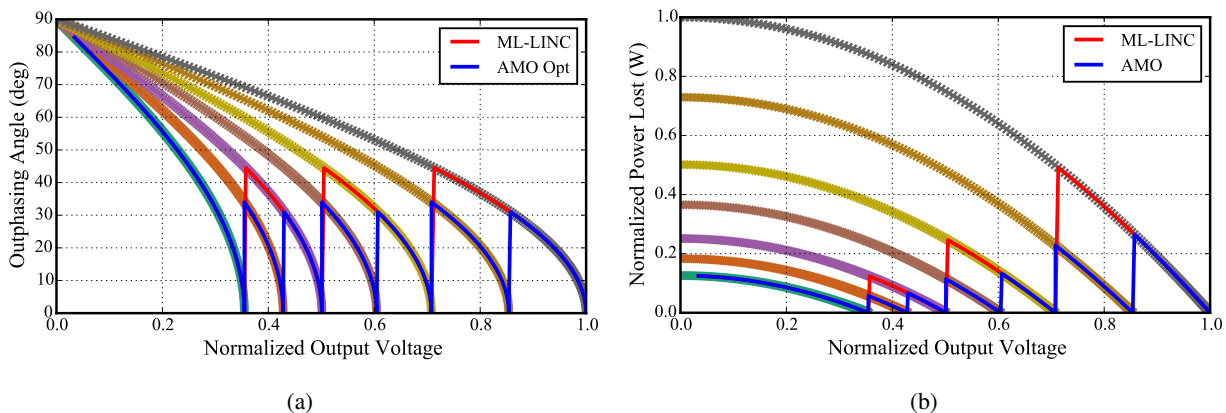 90
80
70
60
50
40
30
20
10
0
Outphasing Angle (deg)
ML-LINC
AMO Opt
0.0 0.2 0.4 0.6 0.8 1.0
Normalized Output Voltage
(a)
1.0
0.8
0.6
0.4
0.2
0.0
Normalized Power Lost (W)
ML-LINC
AMO
0.0 0.2 0.4 0.6 0.8 1.0
Normalized Output Voltage
(b)